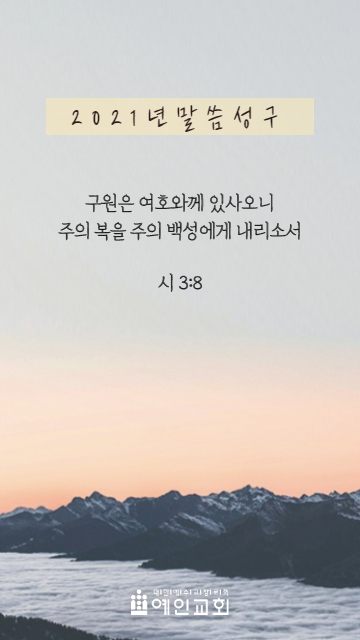 2021년 말씀성구
구원은 여호와께 있사오니
주의 복을 주의 백성에게 내리소서
시 3:8
예인교회